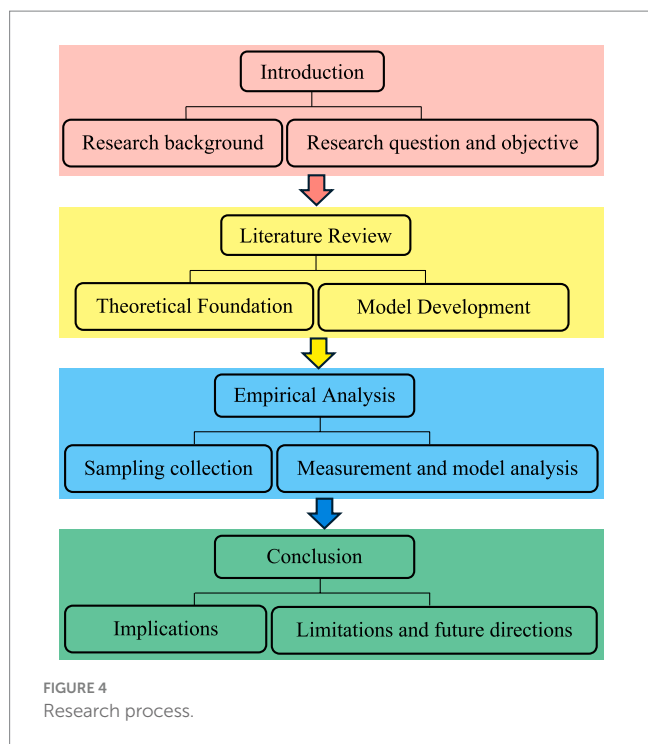 Introduction
Research background
Research question and objective
Literature Review
Theoretical Foundation
Model Development
Empirical Analysis
Sampling collection
Measurement and model analysis
Conclusion
Implications
Limitations and future directions
FIGURE 4
Research process.